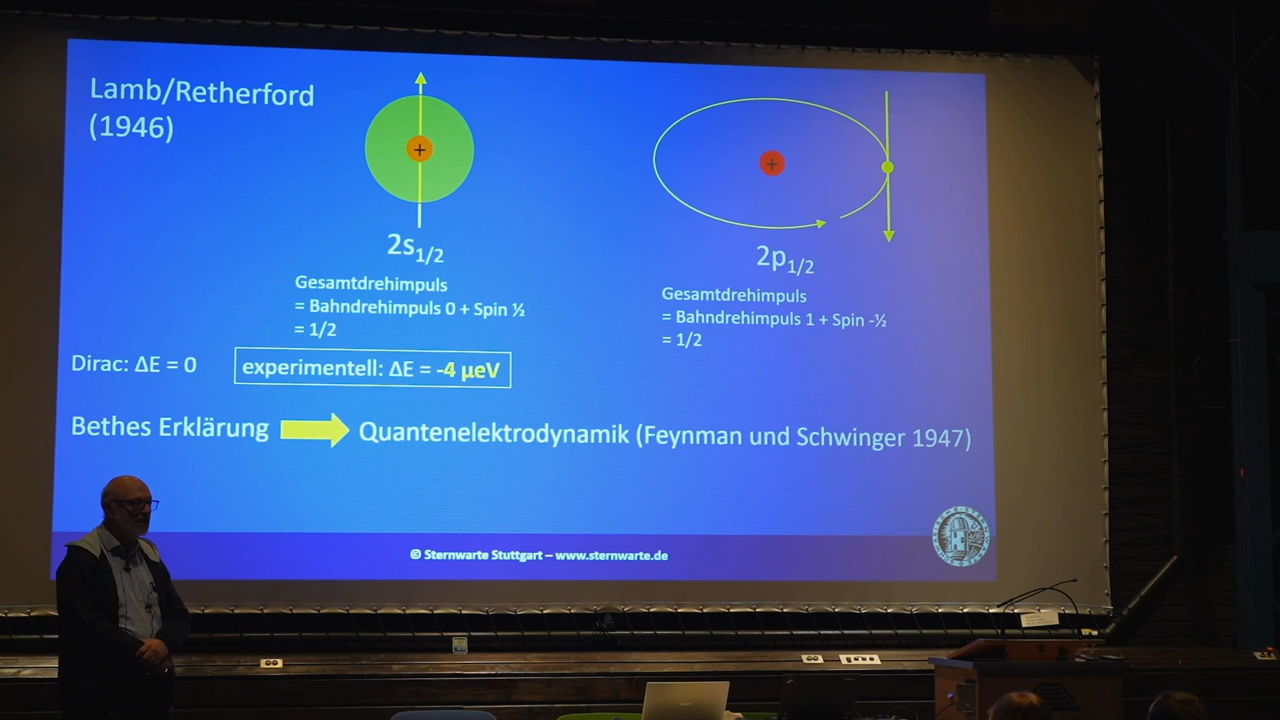 Lamb/Retherford
(1946)
+
+
2s1/2
2p1/2
Gesamtdrehimpuls
= Bahndrehimpuls 0 + Spin ½
= 1/2
Gesamtdrehimpuls
= Bahndrehimpuls 1 + Spin -½
= 1/2
Dirac: ΔE = 0
experimentell: ΔE = -4 µeV
Bethes Erklärung
Quantenelektrodynamik (Feynman und Schwinger 1947)
© Sternwarte Stuttgart – www.sternwarte.de